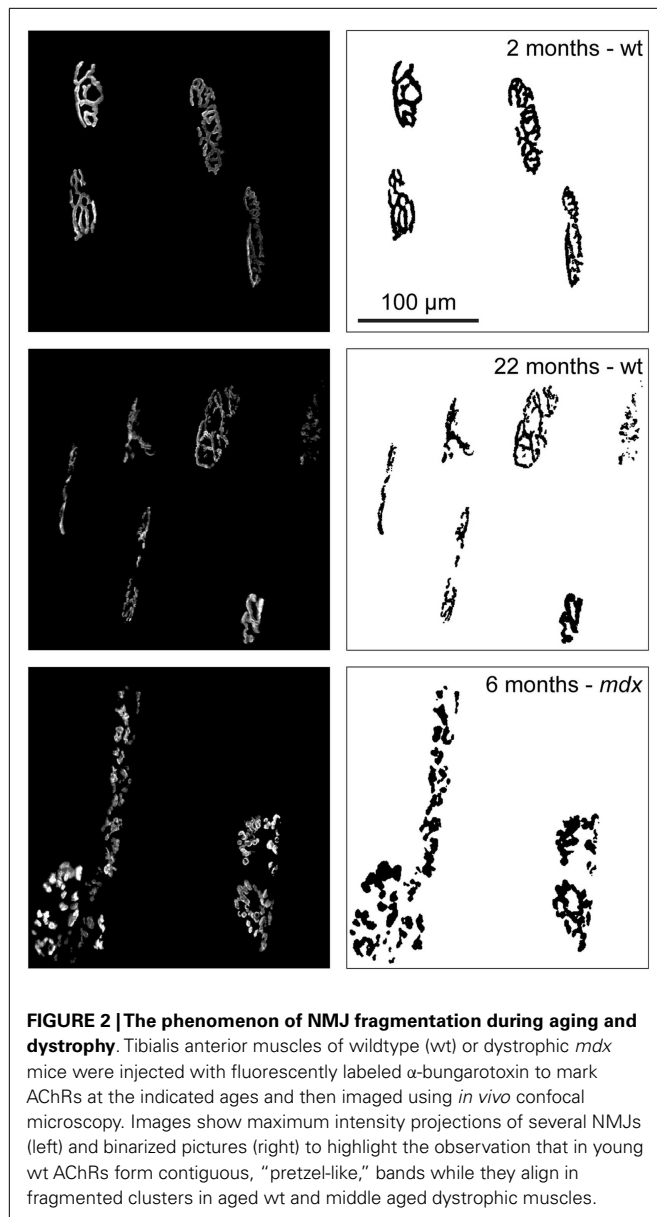 2 months - wt
100 μm
22 months - wt
6 months - mdx
FIGURE 2 | The phenomenon of NMJ fragmentation during aging and
dystrophy. Tibialis anterior muscles of wildtype (wt) or dystrophic mdx
mice were injected with fluorescently labeled α-bungarotoxin to mark
AChRs at the indicated ages and then imaged using in vivo confocal
microscopy. Images show maximum intensity projections of several NMJs
(left) and binarized pictures (right) to highlight the observation that in young
wt AChRs form contiguous, “pretzel-like,” bands while they align in
fragmented clusters in aged wt and middle aged dystrophic muscles.